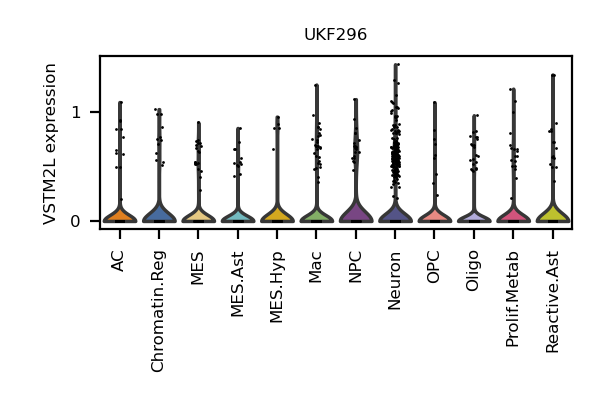 UKF296
VSTM2L expression
1
0
AC
Chromatin.Reg
MES
MES.Ast
MES.Hyp
Mac
NPC
Neuron
OPC
Oligo
Prolif.Metab
Reactive.Ast